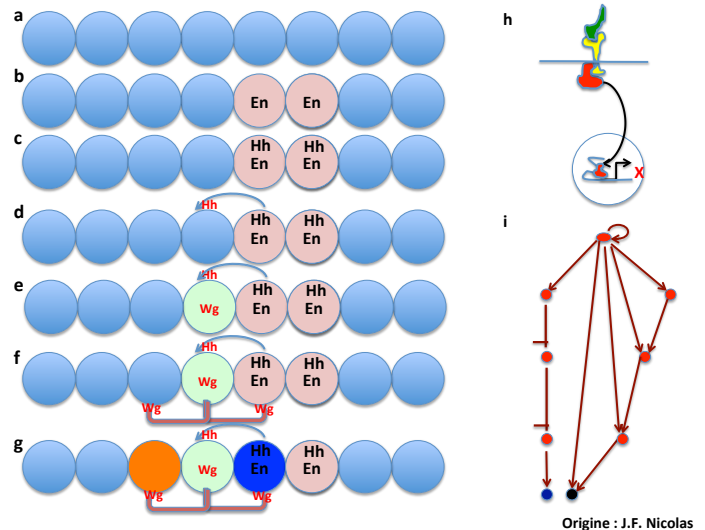 a
b
En En
c
Hh Hh
En En
d
Hh
Hh Hh
En En
e
Hh
Wg
Hh Hh
En En
f
Hh
Wg
Hh Hh
En En
Wg Wg
g
Hh
Wg
Hh Hh
En En
Wg Wg
h
X
i
Origine : J.F. Nicolas